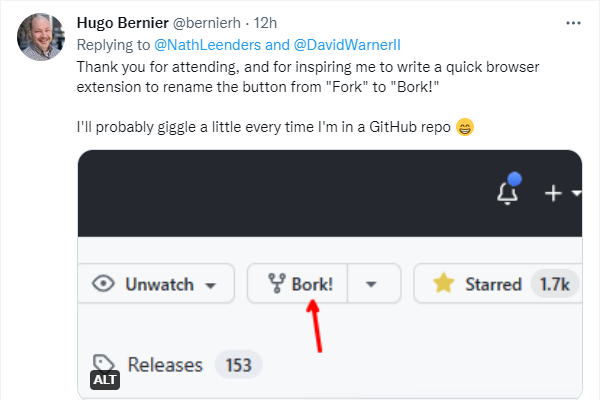 Hugo Bernier @bernierh · 12h
Replying to @NathLeenders and @DavidWarnerII
Thank you for attending, and for inspiring me to write a quick browser
extension to rename the button from "Fork" to "Bork!"
I'll probably giggle a little every time I'm in a GitHub repo 😄
Unwatch
Bork!
Starred 1.7k
Releases 153
ALT